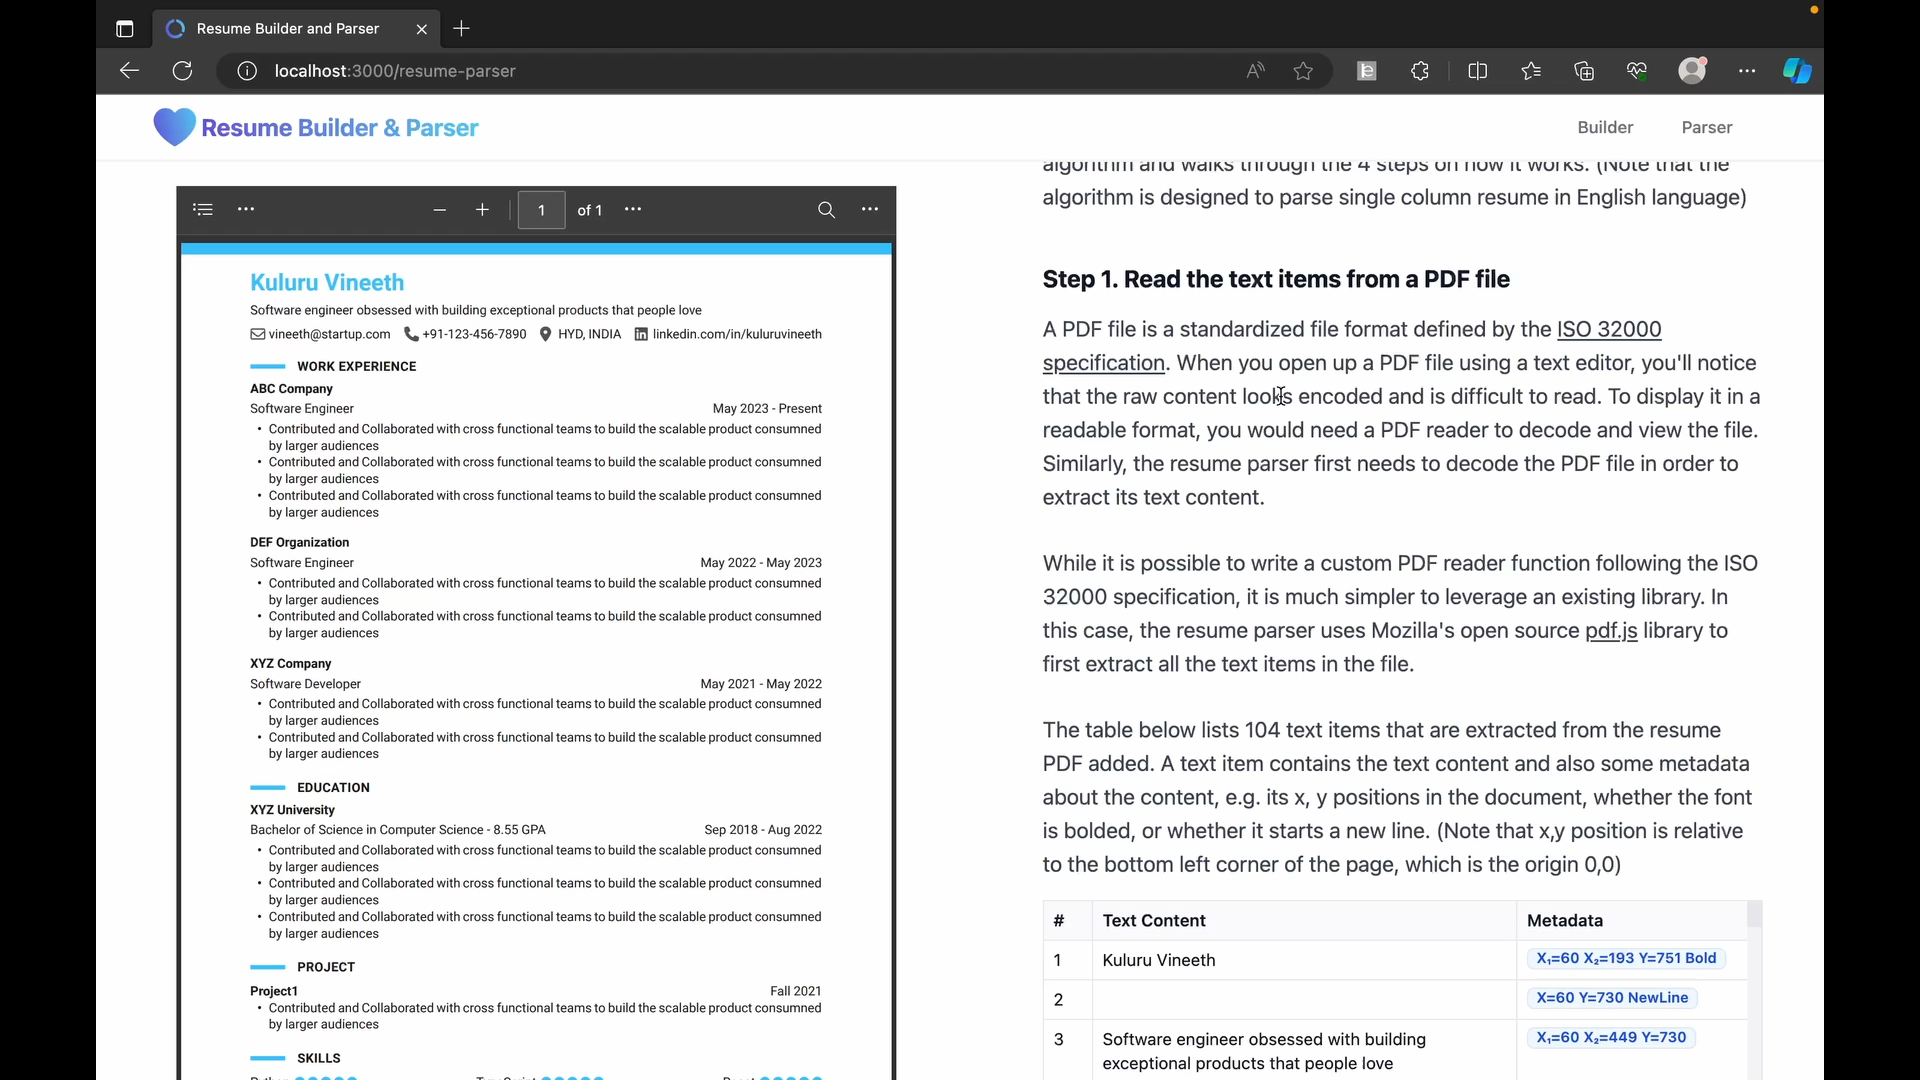 Resume Builder and Parser
localhost:3000/resume-parser
Resume Builder & Parser
Builder
Parser
1 of 1
Kuluru Vineeth
Software engineer obsessed with building exceptional products that people love
vineeth@startup.com +91-123-456-7890 HYD, INDIA linkedin.com/in/kuluruvineeth
WORK EXPERIENCE
ABC Company
Software Engineer May 2023 - Present
• Contributed and Collaborated with cross functional teams to build the scalable product consumned
by larger audiences
• Contributed and Collaborated with cross functional teams to build the scalable product consumned
by larger audiences
• Contributed and Collaborated with cross functional teams to build the scalable product consumned
by larger audiences
DEF Organization
Software Engineer May 2022 - May 2023
• Contributed and Collaborated with cross functional teams to build the scalable product consumned
by larger audiences
• Contributed and Collaborated with cross functional teams to build the scalable product consumned
by larger audiences
XYZ Company
Software Developer May 2021 - May 2022
• Contributed and Collaborated with cross functional teams to build the scalable product consumned
by larger audiences
• Contributed and Collaborated with cross functional teams to build the scalable product consumned
by larger audiences
EDUCATION
XYZ University
Bachelor of Science in Computer Science - 8.55 GPA Sep 2018 - Aug 2022
• Contributed and Collaborated with cross functional teams to build the scalable product consumned
by larger audiences
• Contributed and Collaborated with cross functional teams to build the scalable product consumned
by larger audiences
• Contributed and Collaborated with cross functional teams to build the scalable product consumned
by larger audiences
PROJECT
Project1 Fall 2021
• Contributed and Collaborated with cross functional teams to build the scalable product consumned
by larger audiences
SKILLS
algorithm and walks through the 4 steps on how it works. (Note that the
algorithm is designed to parse single column resume in English language)
Step 1. Read the text items from a PDF file
A PDF file is a standardized file format defined by the ISO 32000
specification. When you open up a PDF file using a text editor, you'll notice
that the raw content looks encoded and is difficult to read. To display it in a
readable format, you would need a PDF reader to decode and view the file.
Similarly, the resume parser first needs to decode the PDF file in order to
extract its text content.
While it is possible to write a custom PDF reader function following the ISO
32000 specification, it is much simpler to leverage an existing library. In
this case, the resume parser uses Mozilla's open source pdf.js library to
first extract all the text items in the file.
The table below lists 104 text items that are extracted from the resume
PDF added. A text item contains the text content and also some metadata
about the content, e.g. its x, y positions in the document, whether the font
is bolded, or whether it starts a new line. (Note that x,y position is relative
to the bottom left corner of the page, which is the origin 0,0)
# Text Content Metadata
1 Kuluru Vineeth X₁=60 X₂=193 Y=751 Bold
2 X=60 Y=730 NewLine
3 Software engineer obsessed with building X₁=60 X₂=449 Y=730
exceptional products that people love